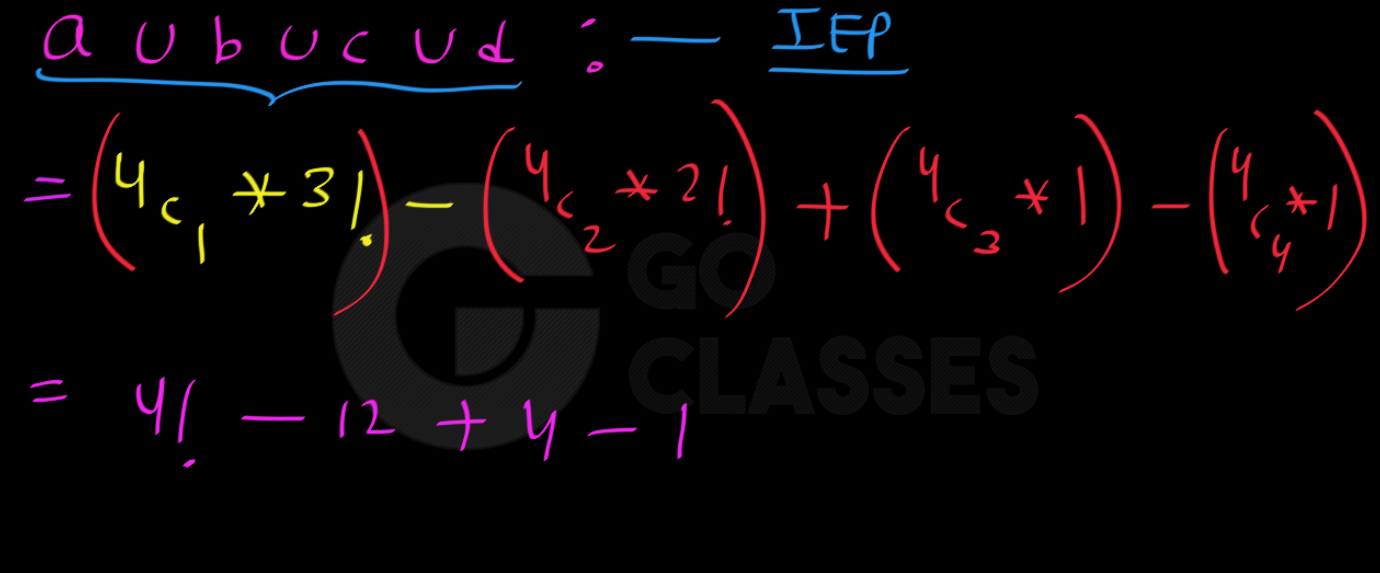 a ∪ b ∪ c ∪ d :— IEP
= (4c1 * 3!) - (4c2 * 2!) + (4c3 * 1) - (4c4 * 1)
GO
CLASSES
= 4! - 12 + 4 - 1